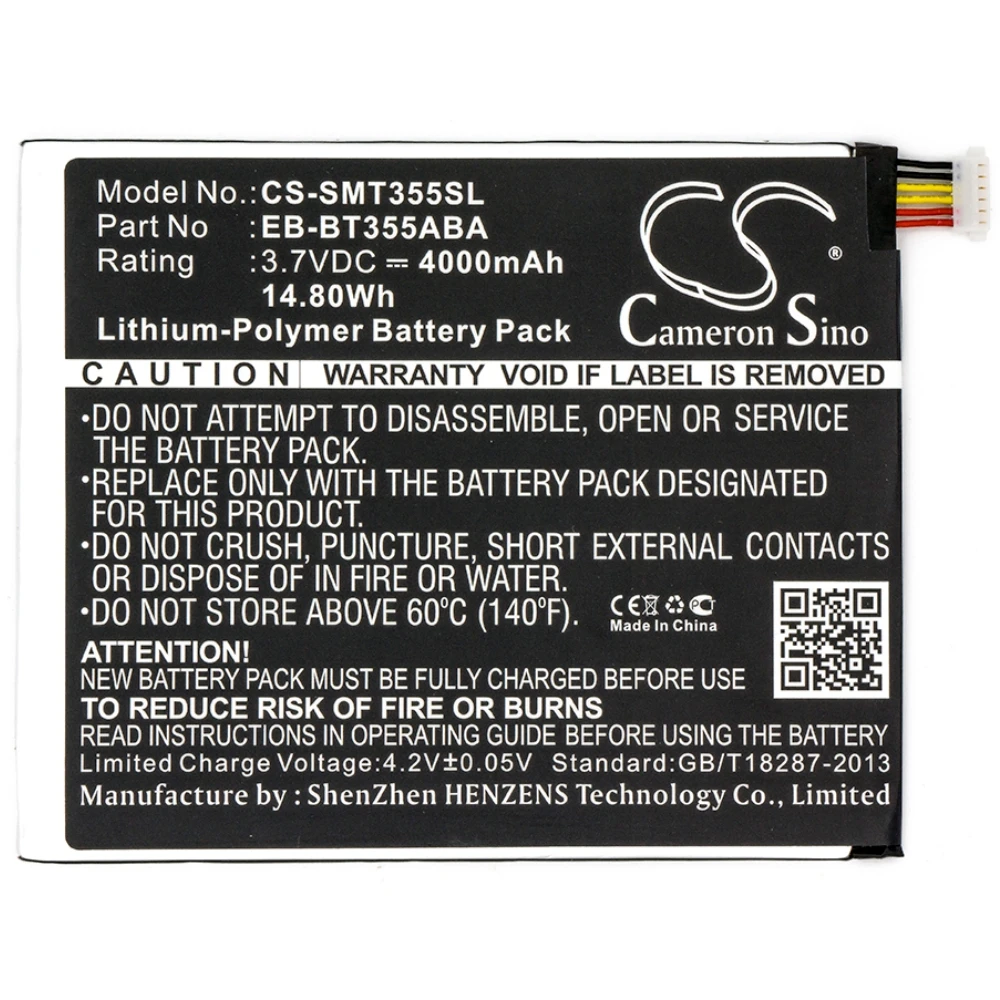 Model No.: CS-SMT355SL
Part No : EB-BT355ABA
Rating : 3.7VDC ⎓ 4000mAh
14.80Wh
Lithium-Polymer Battery Pack
CS
®
Cameron Sino
CAUTION WARRANTY VOID IF LABEL IS REMOVED
•DO NOT ATTEMPT TO DISASSEMBLE, OPEN OR SERVICE
THE BATTERY PACK.
•REPLACE ONLY WITH THE BATTERY PACK DESIGNATED
FOR THIS PRODUCT.
•DO NOT CRUSH, PUNCTURE, SHORT EXTERNAL CONTACTS
OR DISPOSE OF IN FIRE OR WATER.
•DO NOT STORE ABOVE 60°C (140°F).
CE PCT
Made In China
ATTENTION!
NEW BATTERY PACK MUST BE FULLY CHARGED BEFORE USE
TO REDUCE RISK OF FIRE OR BURNS
READ INSTRUCTIONS IN OPERATING GUIDE BEFORE USING BATTERY
Limited Charge Voltage:4.2V±0.05V Standard:GB/T18287-2013
Manufacture by : ShenZhen HENZENS Technology Co., Limited